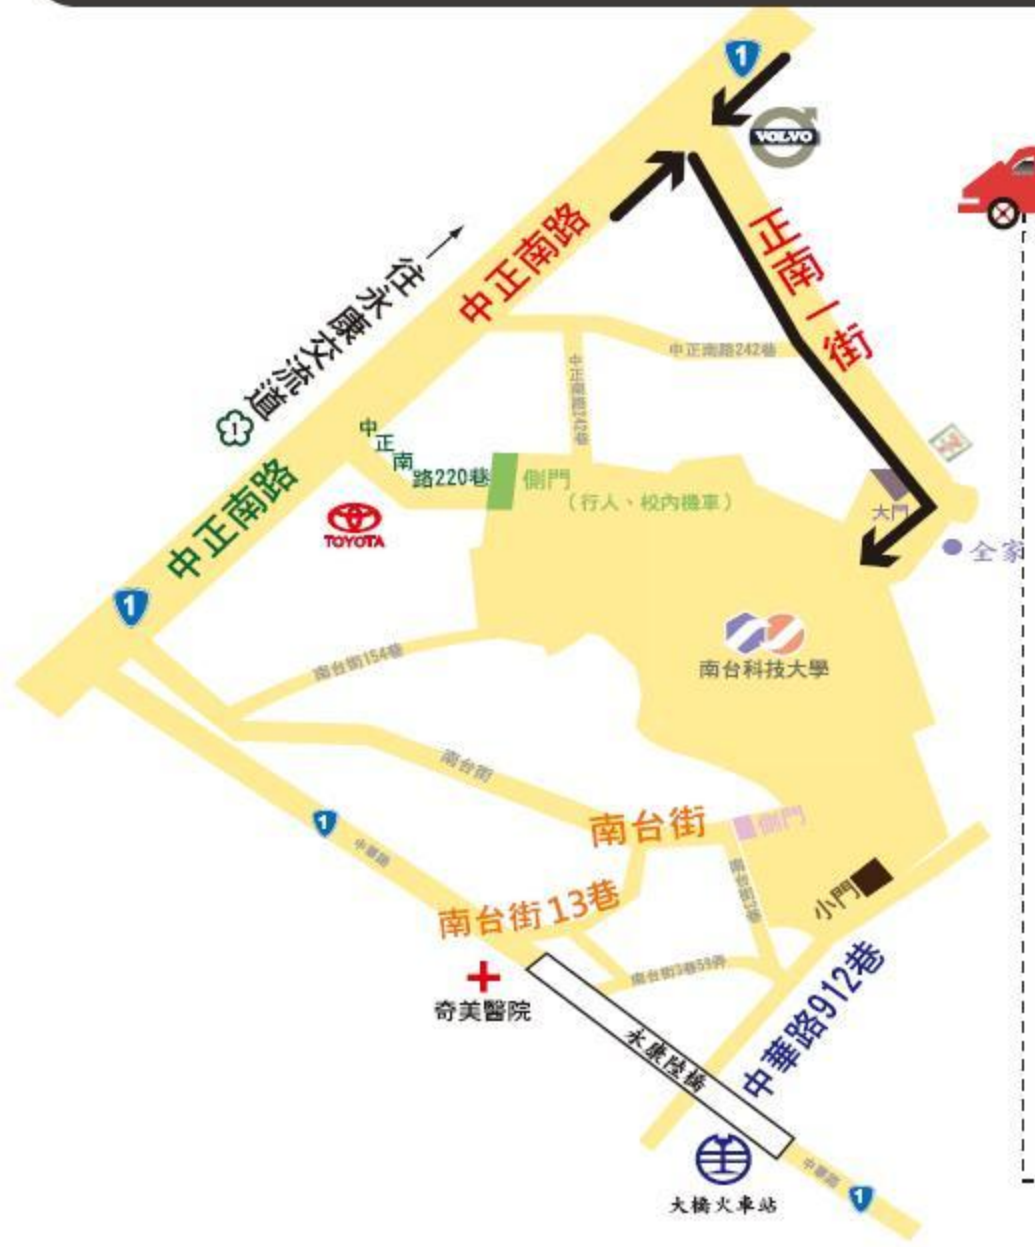 1
VOLVO
中正南路
正南一街
往永康交流道
1
中正南路242巷
中正南路242巷
中正南路220巷
側門
(行人、校內機車)
大門
全家
TOYOTA
中正南路
1
南台科技大學
南台街154巷
南台街
南台街
側門
1
中華路
南台街13巷
南台街3巷
小門
奇美醫院
南台街3巷59弄
永康陸橋
中華路912巷
大橋火車站
中華路
1